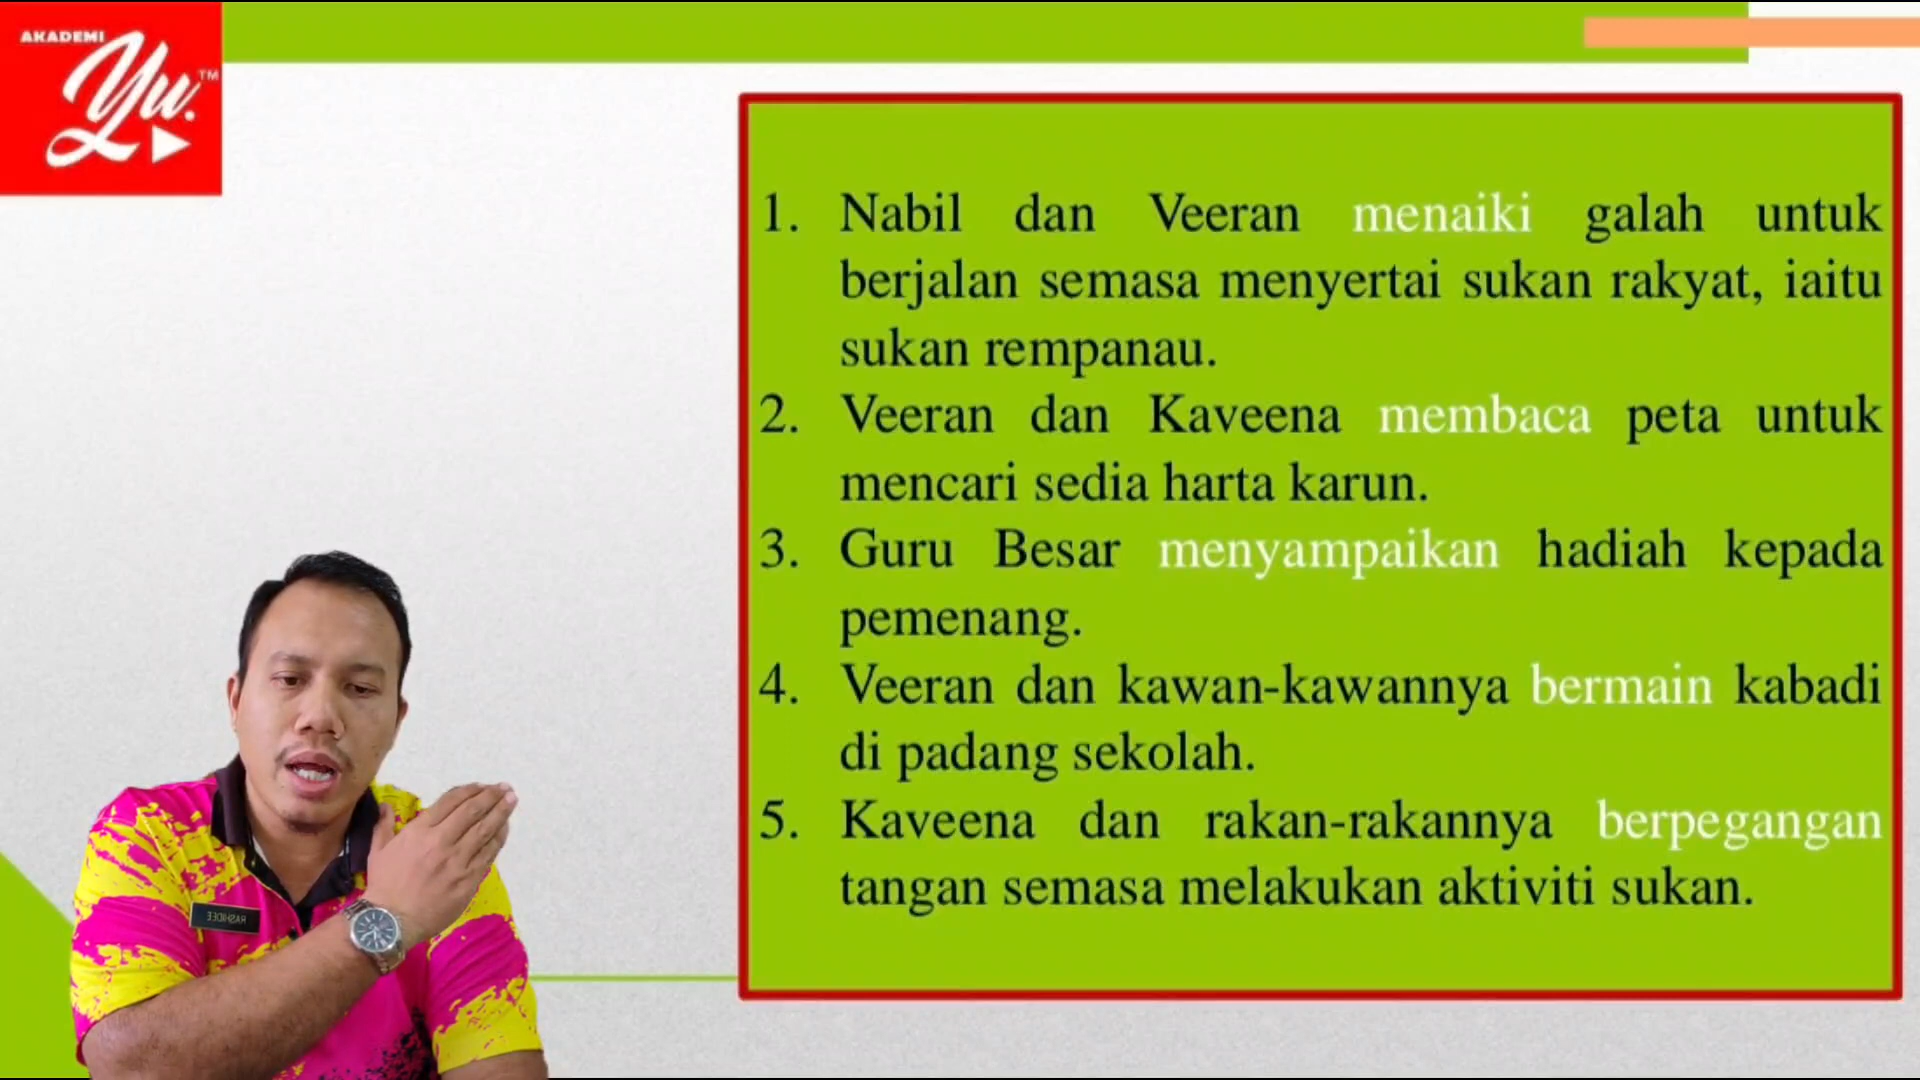 AKADEMI
Yu.™
1. Nabil dan Veeran menaiki galah untuk
berjalan semasa menyertai sukan rakyat, iaitu
sukan rempanau.
2. Veeran dan Kaveena membaca peta untuk
mencari sedia harta karun.
3. Guru Besar menyampaikan hadiah kepada
pemenang.
4. Veeran dan kawan-kawannya bermain kabadi
di padang sekolah.
5. Kaveena dan rakan-rakannya berpegangan
tangan semasa melakukan aktiviti sukan.
RASHIDEE